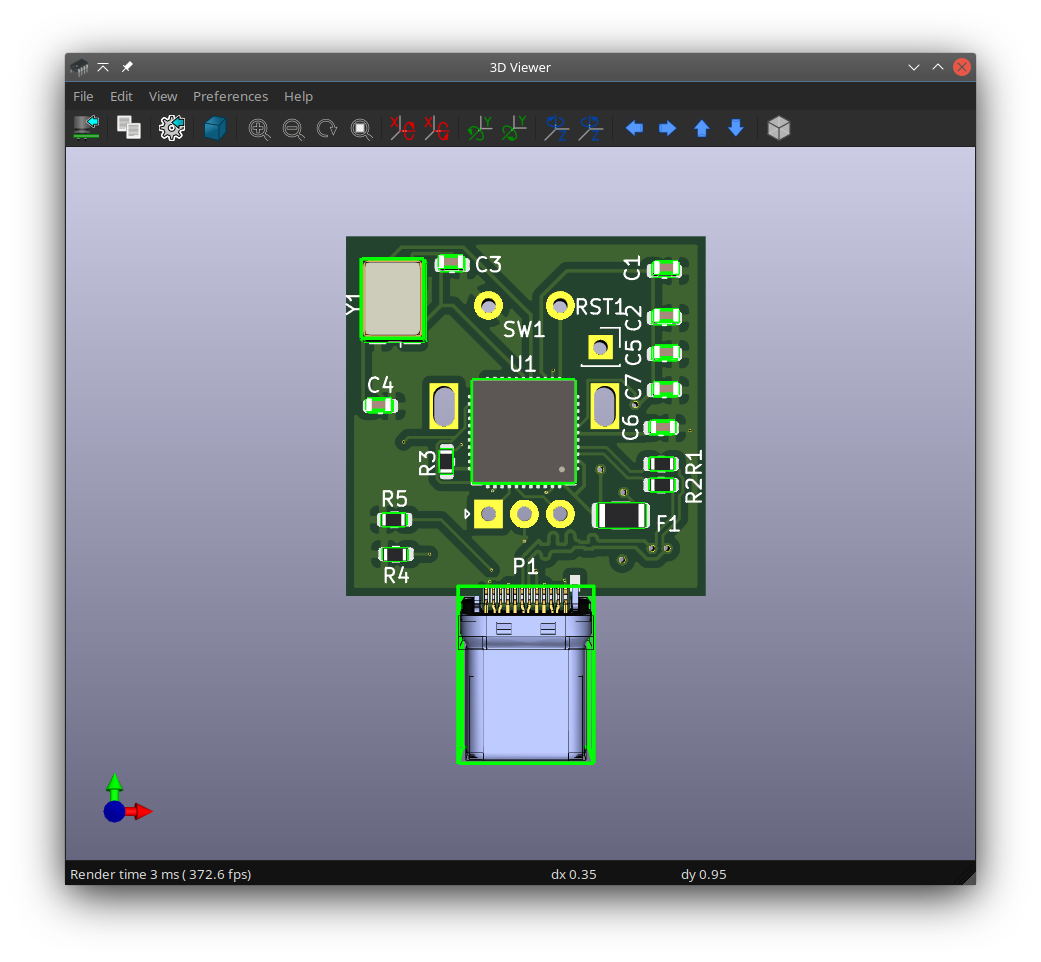 3D Viewer
File Edit View Preferences Help
X X Y Y Z Z
C3
C1
Y1
RST1
C2
SW1
C5
U1
C4
C7
C6
R3
R1
R2
R5
F1
P1
R4
Render time 3 ms ( 372.6 fps)
dx 0.35
dy 0.95